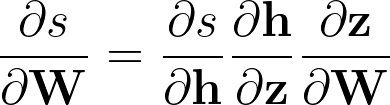 ∂s/∂𝐖 = ∂s/∂𝐡 ∂𝐡/∂𝐳 ∂𝐳/∂𝐖